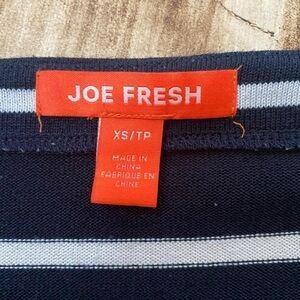 JOE FRESH
XS/TP
MADE IN
CHINA
FABRIQUÉ EN
CHINE